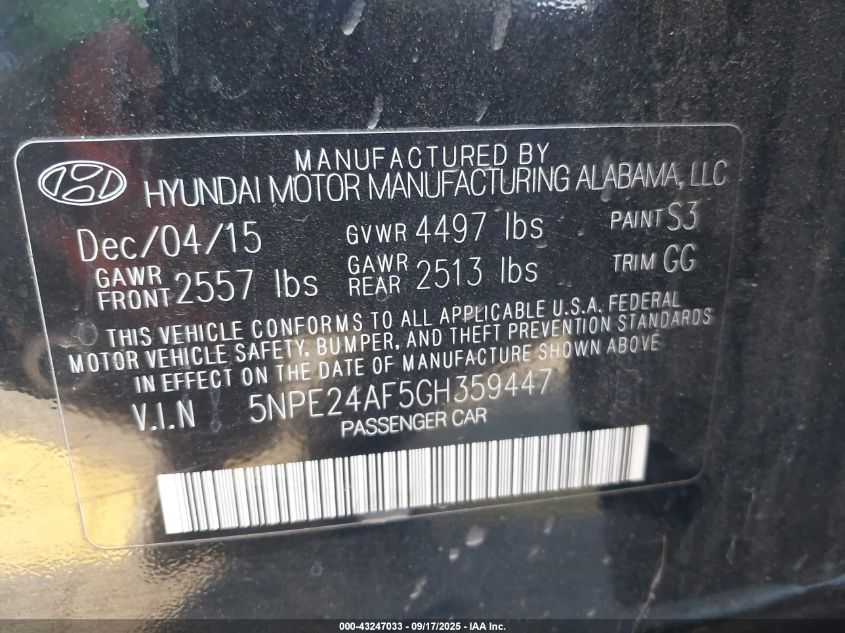 MANUFACTURED BY
HYUNDAI MOTOR MANUFACTURING ALABAMA, LLC
Dec/04/15 GVWR 4497 lbs PAINT S3
GAWR FRONT 2557 lbs GAWR REAR 2513 lbs TRIM GG
THIS VEHICLE CONFORMS TO ALL APPLICABLE U.S.A. FEDERAL
MOTOR VEHICLE SAFETY, BUMPER, AND THEFT PREVENTION STANDARDS
IN EFFECT ON THE DATE OF MANUFACTURE SHOWN ABOVE
V.I.N 5NPE24AF5GH359447
PASSENGER CAR
000-43247033 - 09/17/2025 - IAA, Inc.